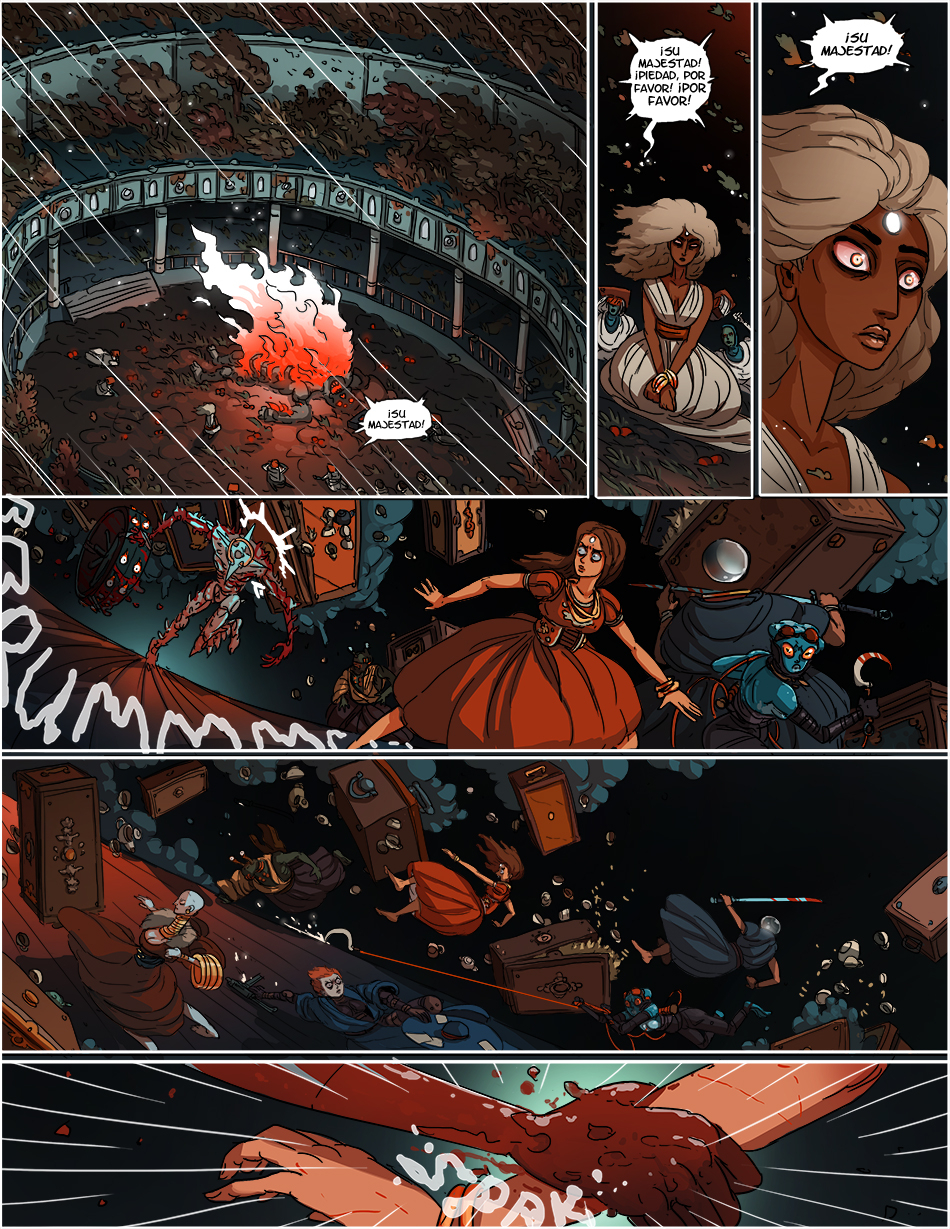 ¡SU
MAJESTAD!
¡SU
MAJESTAD!
¡PIEDAD, POR
FAVOR! ¡POR
FAVOR!
¡SU
MAJESTAD!